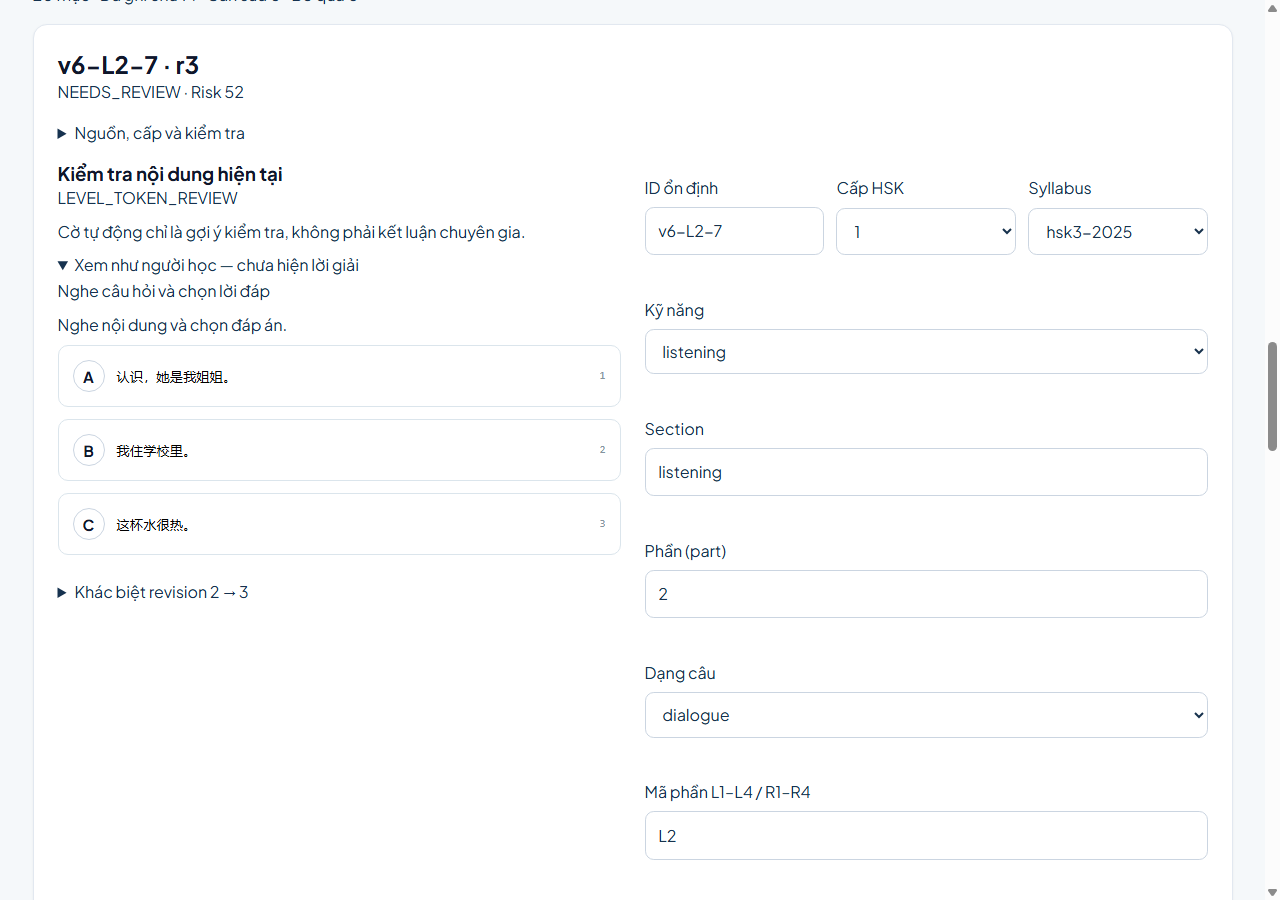 v6-L2-7 · r3
NEEDS_REVIEW · Risk 52
Nguồn, cấp và kiểm tra
Kiểm tra nội dung hiện tại
LEVEL_TOKEN_REVIEW
Cờ tự động chỉ là gợi ý kiểm tra, không phải kết luận chuyên gia.
Xem như người học — chưa hiện lời giải
Nghe câu hỏi và chọn lời đáp
Nghe nội dung và chọn đáp án.
A 认识，她是我姐姐。 1
B 我住学校里。 2
C 这杯水很热。 3
Khác biệt revision 2 → 3
ID ổn định
v6-L2-7
Cấp HSK
1
Syllabus
hsk3-2025
Kỹ năng
listening
Section
listening
Phần (part)
2
Dạng câu
dialogue
Mã phần L1-L4 / R1-R4
L2